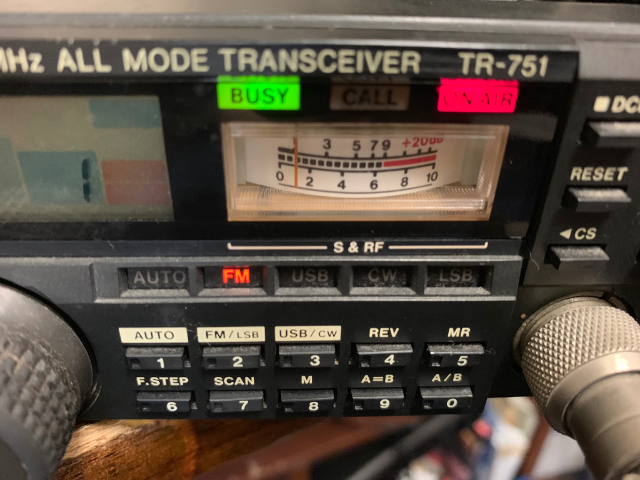 MHz ALL MODE TRANSCEIVER TR-751
BUSY CALL ON AIR
3 5 7 9 +20dB
0 2 4 6 8 10
■DCL
RESET
◄CS
S & RF
AUTO FM USB CW LSB
AUTO FM/LSB USB/CW REV MR
1 2 3 4 5
F.STEP SCAN M A=B A/B
6 7 8 9 0